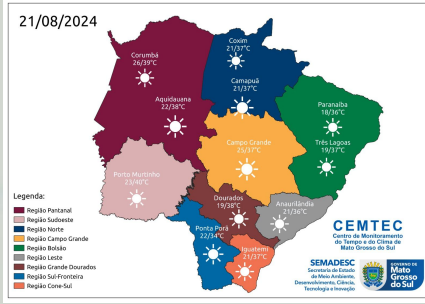 21/08/2024
Coxim
21/37°C
Corumbá
26/39°C
Camapuã
21/37°C
Aquidauana
22/38°C
Paranaíba
18/36°C
Campo Grande
25/37°C
Três Lagoas
19/37°C
Porto Murtinho
23/40°C
Dourados
19/38°C
Anaurilândia
21/36°C
Ponta Porã
22/34°C
Iguatemi
21/37°C
Legenda:
Região Pantanal
Região Sudoeste
Região Norte
Região Campo Grande
Região Bolsão
Região Leste
Região Grande Dourados
Região Sul-Fronteira
Região Cone-Sul
CEMTEC
Centro de Monitoramento
do Tempo e do Clima de
Mato Grosso do Sul
SEMADESC
Secretaria de Estado
de Meio Ambiente,
Desenvolvimento, Ciência,
Tecnologia e Inovação
GOVERNO DE
Mato
Grosso
do Sul